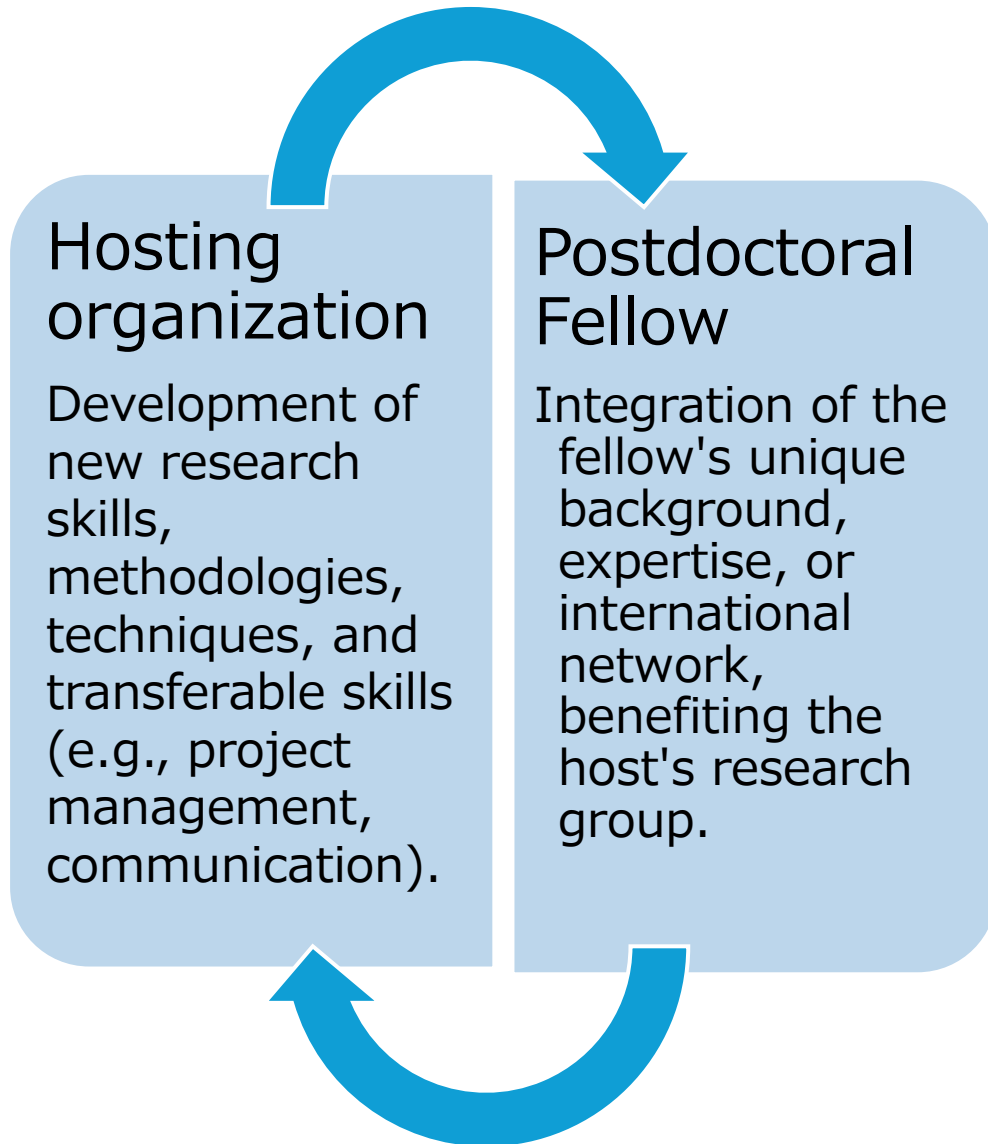 Hosting
organization
Development of
new research
skills,
methodologies,
techniques, and
transferable skills
(e.g., project
management,
communication).
Postdoctoral
Fellow
Integration of the
fellow's unique
background,
expertise, or
international
network,
benefiting the
host's research
group.